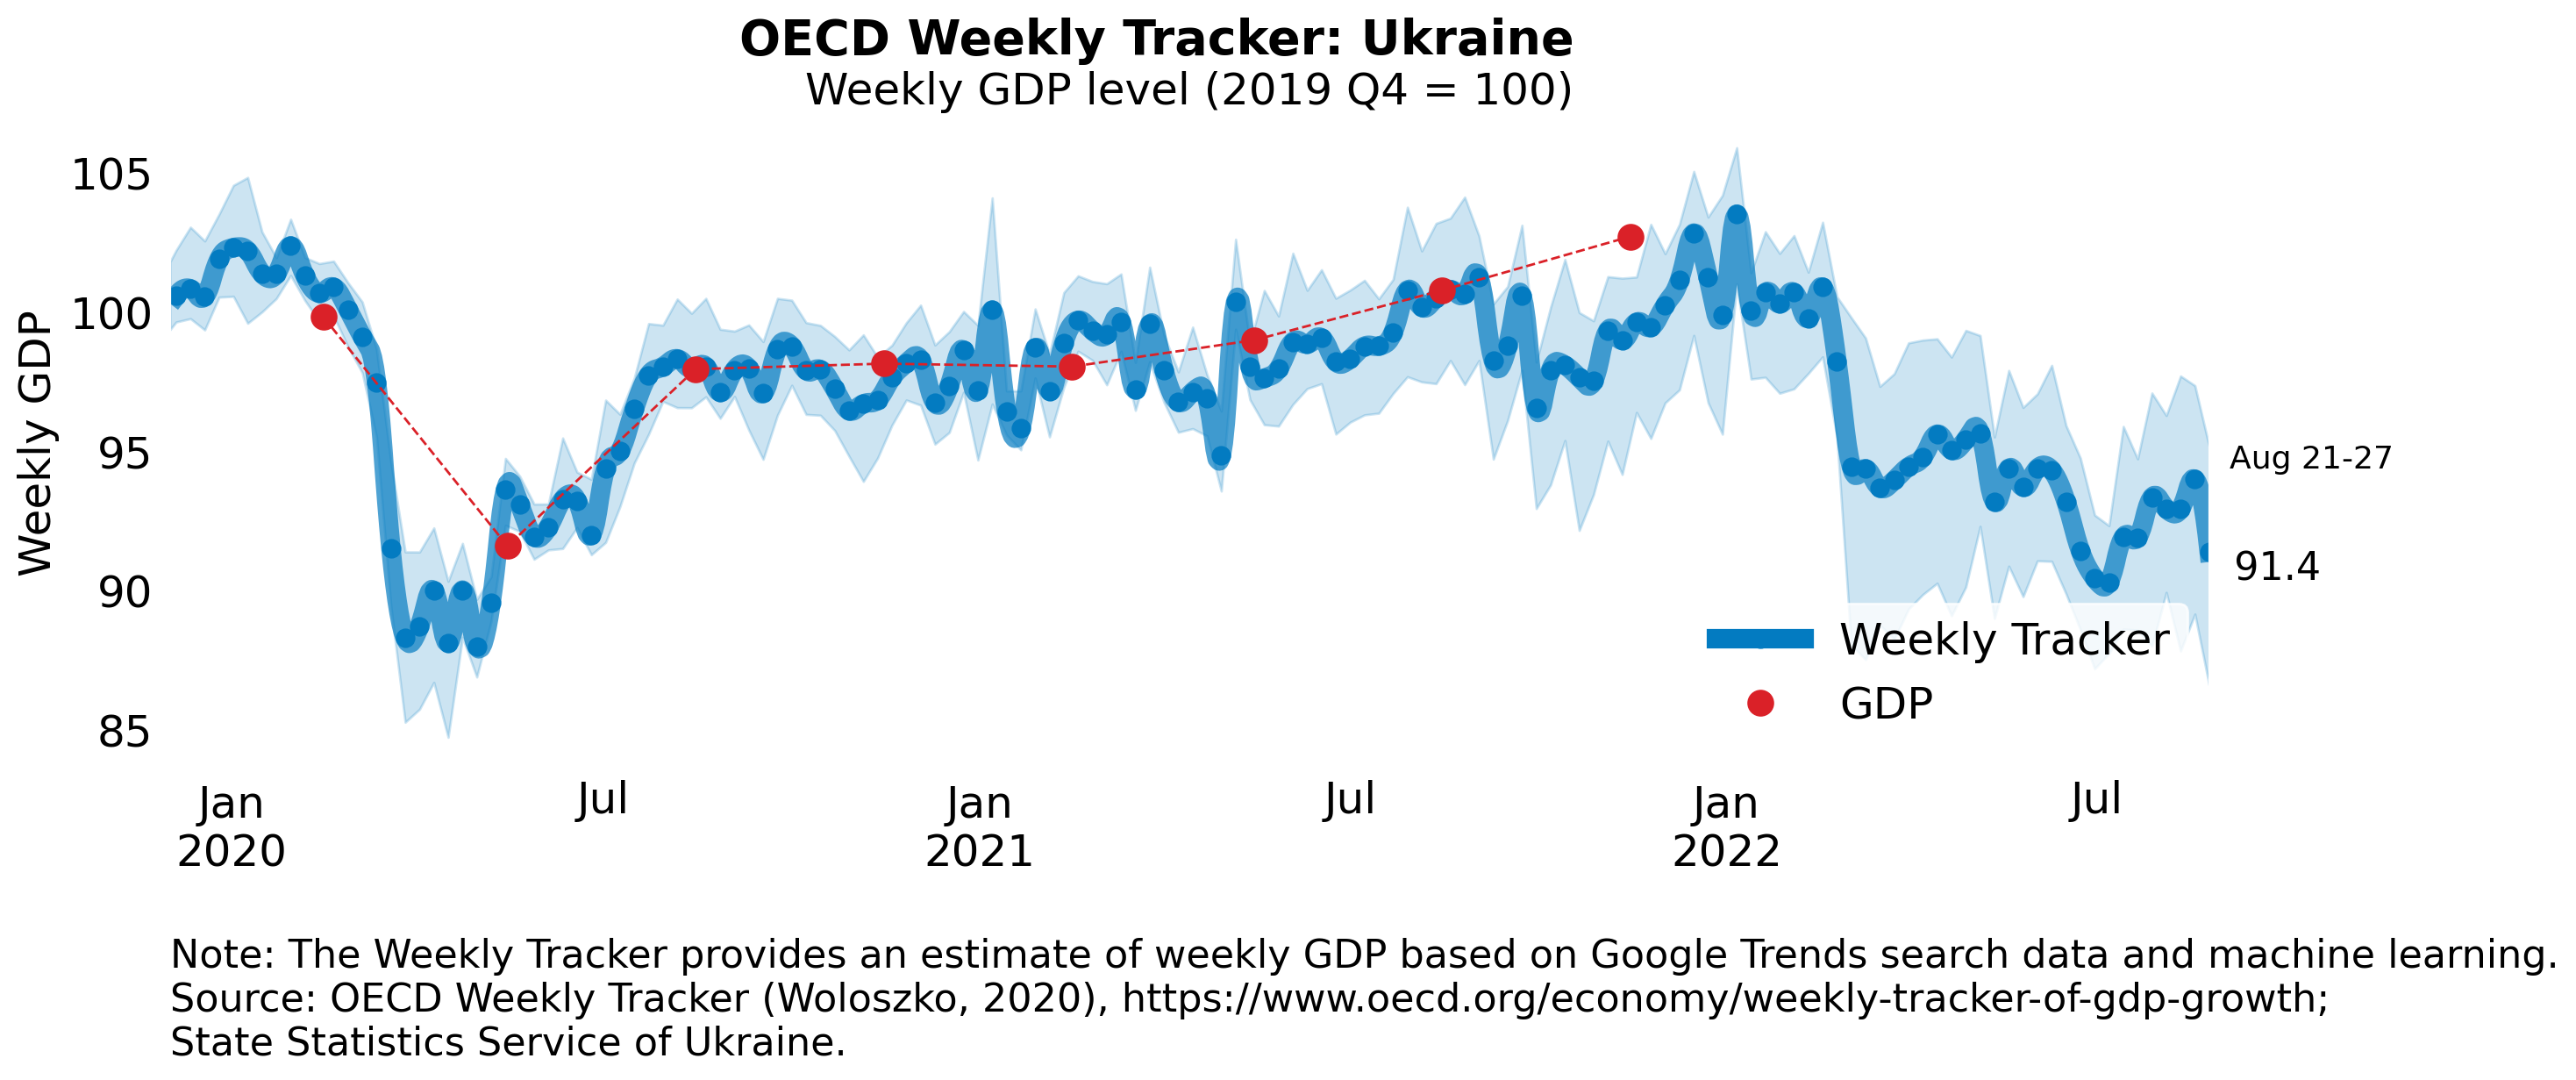 OECD Weekly Tracker: Ukraine
Weekly GDP level (2019 Q4 = 100)
Weekly GDP
105
100
95
90
85
Aug 21-27
91.4
Weekly Tracker
GDP
Jan
2020
Jul
Jan
2021
Jul
Jan
2022
Jul
Note: The Weekly Tracker provides an estimate of weekly GDP based on Google Trends search data and machine learning.
Source: OECD Weekly Tracker (Woloszko, 2020), https://www.oecd.org/economy/weekly-tracker-of-gdp-growth;
State Statistics Service of Ukraine.